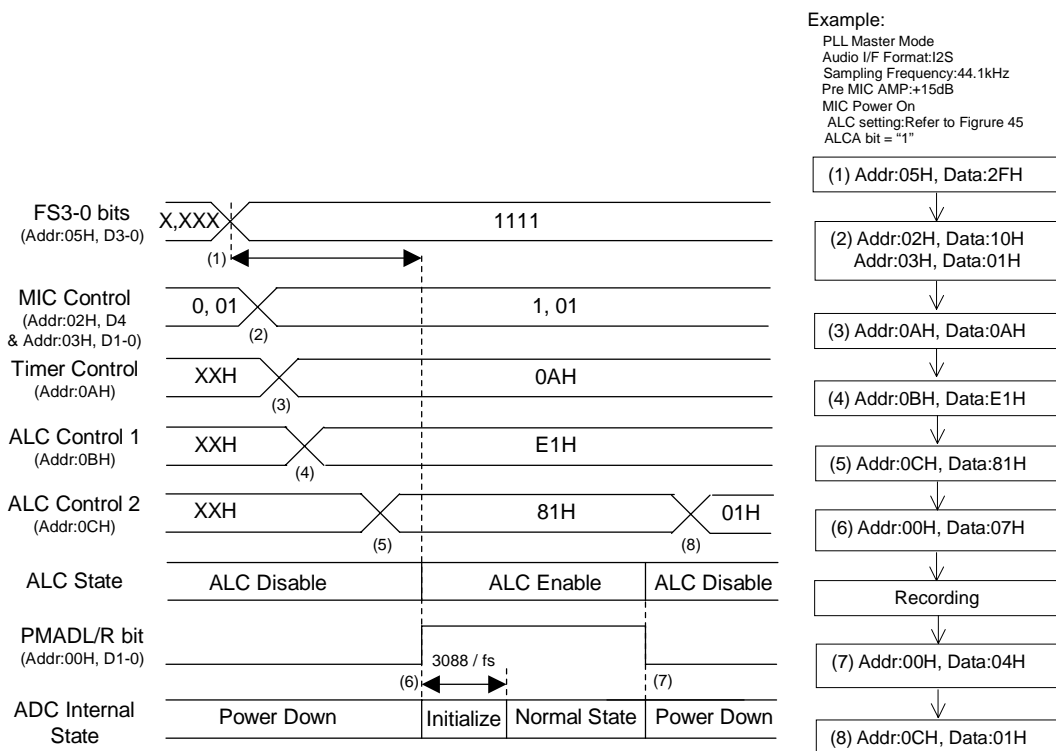 Example:
PLL Master Mode
Audio I/F Format:I2S
Sampling Frequency:44.1kHz
Pre MIC AMP:+15dB
MIC Power On
ALC setting:Refer to Figrure 45
ALCA bit = “1”
FS3-0 bits
(Addr:05H, D3-0)
X,XXX
1111
(1)
MIC Control
(Addr:02H, D4
& Addr:03H, D1-0)
0, 01
1, 01
(2)
Timer Control
(Addr:0AH)
XXH
0AH
(3)
ALC Control 1
(Addr:0BH)
XXH
E1H
(4)
ALC Control 2
(Addr:0CH)
XXH
81H
01H
(5)
(8)
ALC State
ALC Disable
ALC Enable
ALC Disable
PMADL/R bit
(Addr:00H, D1-0)
3088 / fs
(6)
(7)
ADC Internal
State
Power Down
Initialize
Normal State
Power Down
(1) Addr:05H, Data:2FH
(2) Addr:02H, Data:10H
Addr:03H, Data:01H
(3) Addr:0AH, Data:0AH
(4) Addr:0BH, Data:E1H
(5) Addr:0CH, Data:81H
(6) Addr:00H, Data:07H
Recording
(7) Addr:00H, Data:04H
(8) Addr:0CH, Data:01H